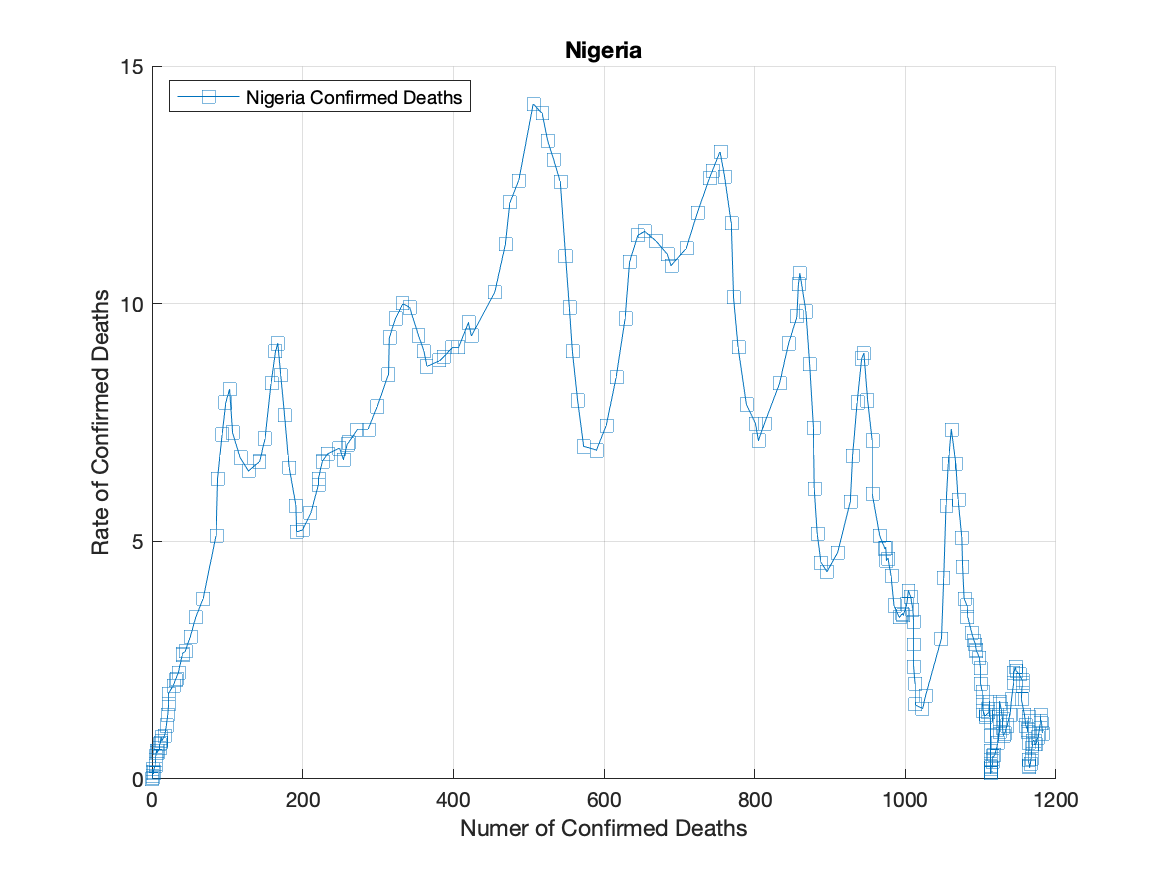 Nigeria
15
Nigeria Confirmed Deaths
10
5
0
Rate of Confirmed Deaths
0 200 400 600 800 1000 1200
Numer of Confirmed Deaths